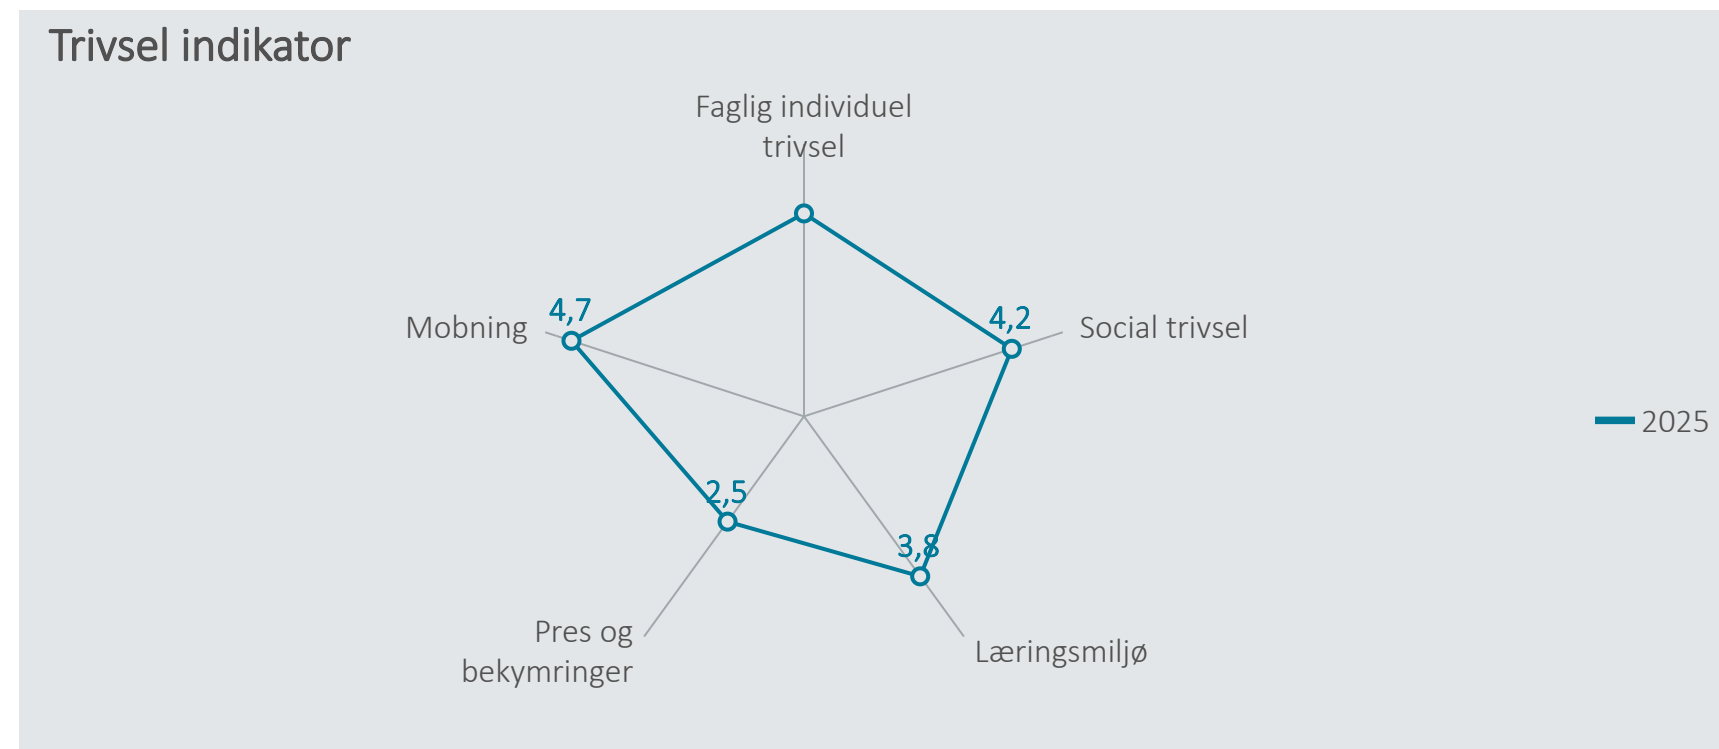 Trivsel indikator
Faglig individuel
trivsel
4,7
4,2
Mobning
Social trivsel
2025
2,5
3,8
Pres og
bekymringer
Læringsmiljø